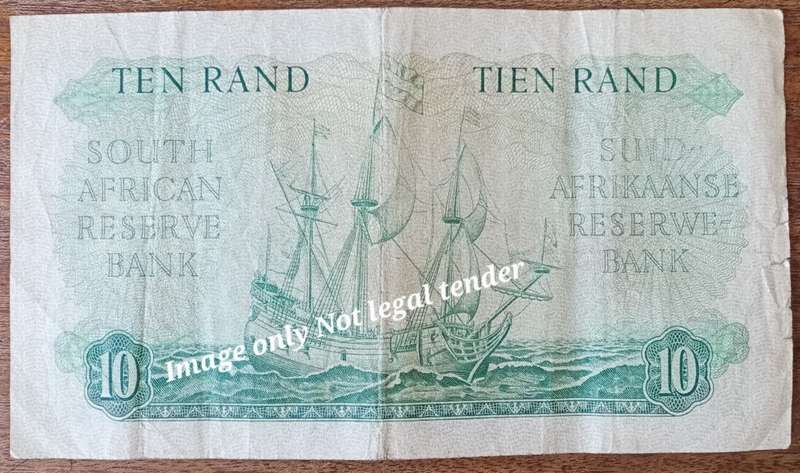 TEN RAND
TIEN RAND
SOUTH
AFRICAN
RESERVE
BANK
SUID-
AFRIKAANSE
RESERWE-
BANK
Image only Not legal tender
10
10